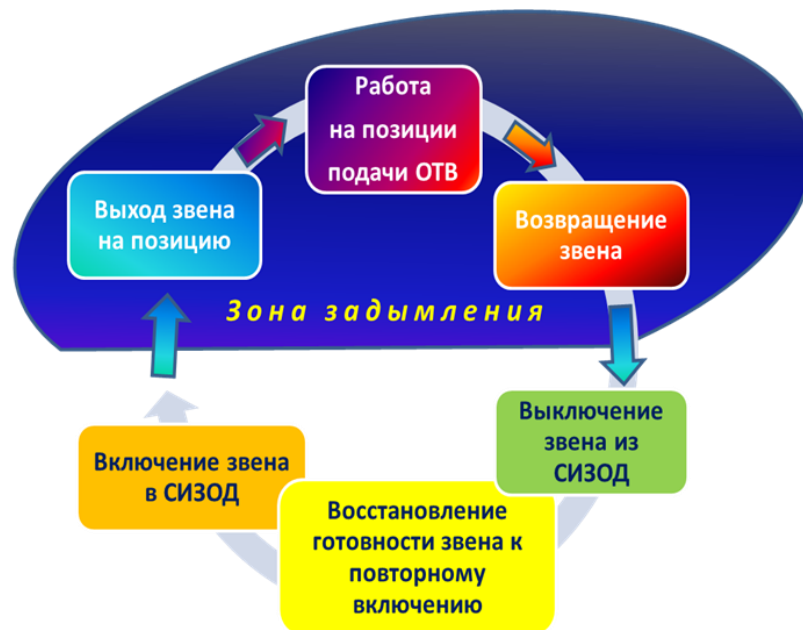 Работа
на позиции
подачи ОТВ
Выход звена
на позицию
Возвращение
звена
Зона задымления
Выключение
звена из
СИЗОД
Включение звена
в СИЗОД
Восстановление
готовности звена к
повторному
включению